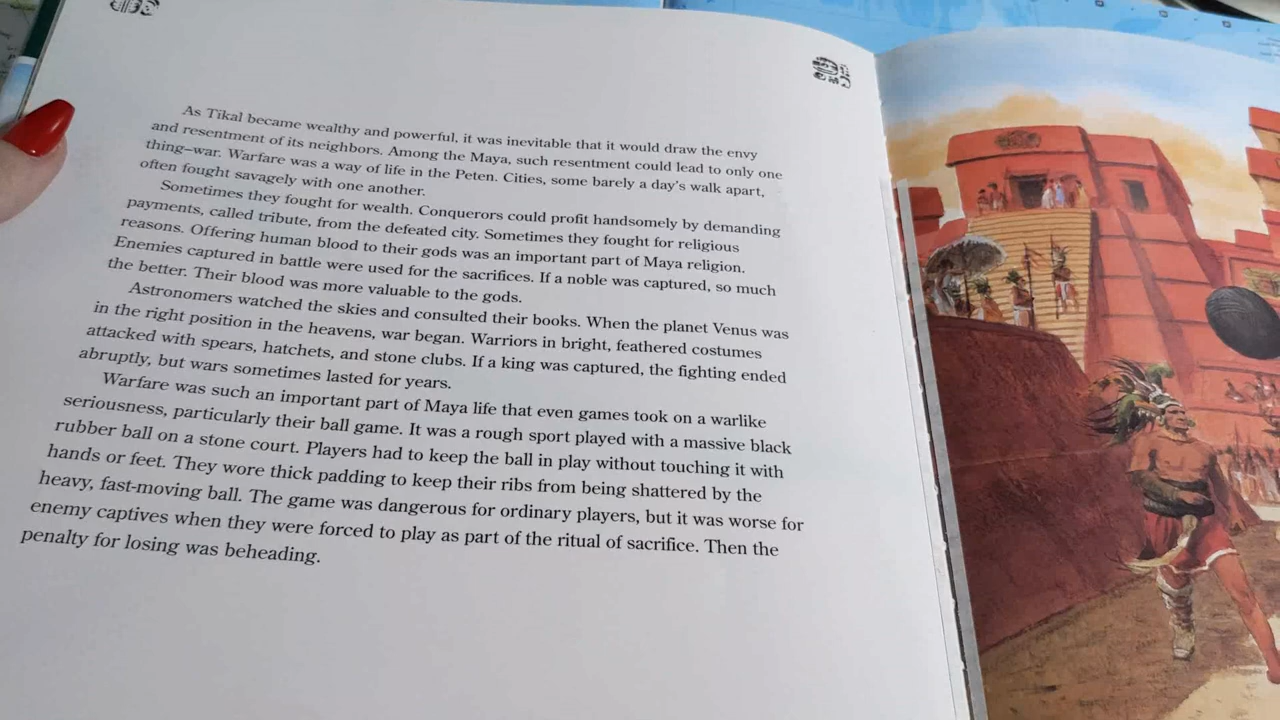 As Tikal became wealthy and powerful, it was inevitable that it would draw the envy
and resentment of its neighbors. Among the Maya, such resentment could lead to only one
thing–war. Warfare was a way of life in the Peten. Cities, some barely a day's walk apart,
often fought savagely with one another.
Sometimes they fought for wealth. Conquerors could profit handsomely by demanding
payments, called tribute, from the defeated city. Sometimes they fought for religious
reasons. Offering human blood to their gods was an important part of Maya religion.
Enemies captured in battle were used for the sacrifices. If a noble was captured, so much
the better. Their blood was more valuable to the gods.
Astronomers watched the skies and consulted their books. When the planet Venus was
in the right position in the heavens, war began. Warriors in bright, feathered costumes
attacked with spears, hatchets, and stone clubs. If a king was captured, the fighting ended
abruptly, but wars sometimes lasted for years.
Warfare was such an important part of Maya life that even games took on a warlike
seriousness, particularly their ball game. It was a rough sport played with a massive black
rubber ball on a stone court. Players had to keep the ball in play without touching it with
hands or feet. They wore thick padding to keep their ribs from being shattered by the
heavy, fast-moving ball. The game was dangerous for ordinary players, but it was worse for
enemy captives when they were forced to play as part of the ritual of sacrifice. Then the
penalty for losing was beheading.